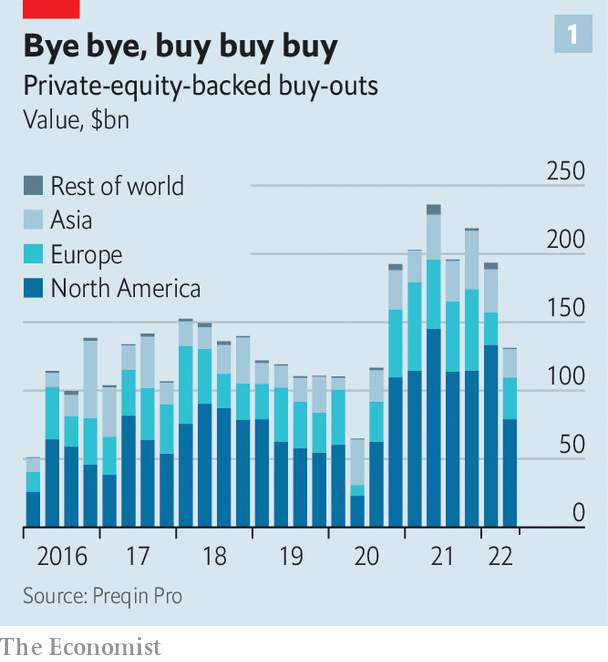 1
Bye bye, buy buy buy
Private-equity-backed buy-outs
Value, $bn
Rest of world
Asia
Europe
North America
250
200
150
100
50
0
2016 17 18 19 20 21 22
Source: Preqin Pro
The Economist